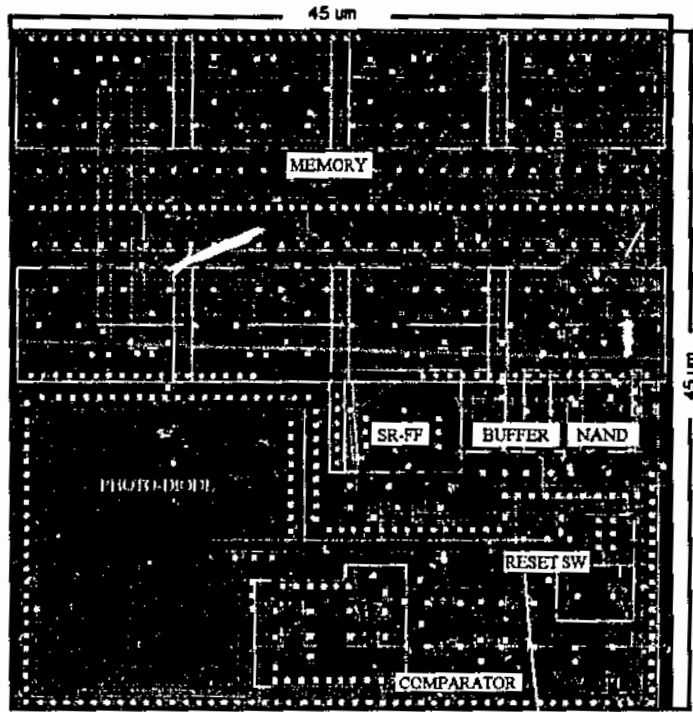 45 um
MEMORY
45 um
SR-FF
BUFFER
NAND
PHOTO-DIODE
RESET SW
COMPARATOR